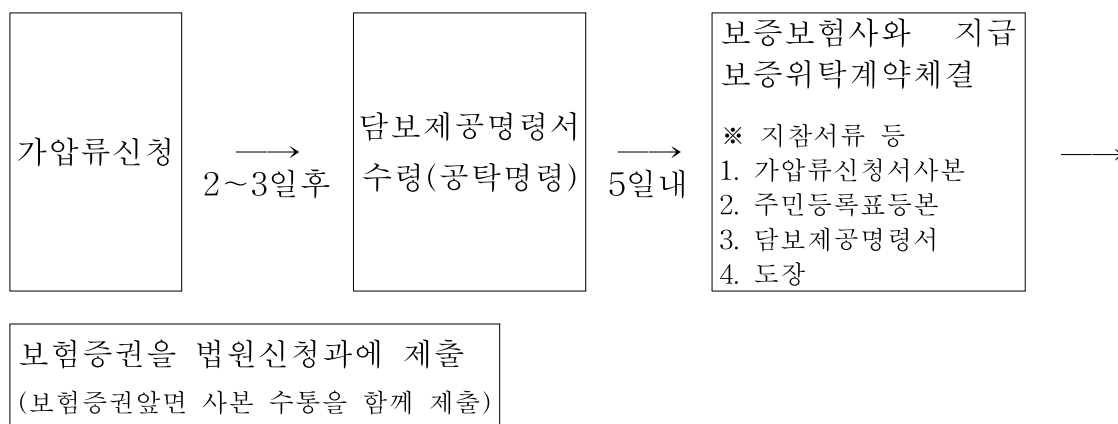 가압류신청
⟶
2∼3일후
담보제공명령서
수령(공탁명령)
⟶
5일내
보증보험사와 지급
보증위탁계약체결
※ 지참서류 등
1. 가압류신청서사본
2. 주민등록표등본
3. 담보제공명령서
4. 도장
⟶
보험증권을 법원신청과에 제출
(보험증권앞면 사본 수통을 함께 제출)